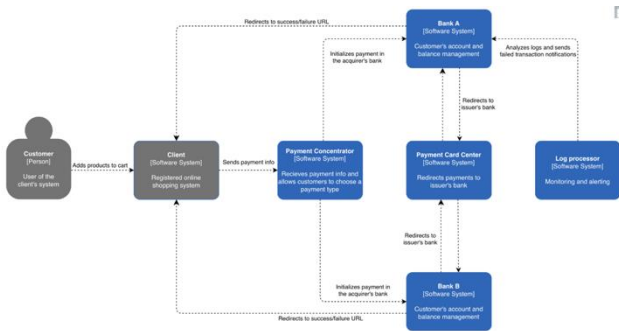 Bank A
[Software System]
Customer's account and
balance management
Redirects to success/failure URL
Initializes payment in
the acquirer's bank
Analyzes logs and sends
failed transaction notifications
Redirects to
issuer's bank
Customer
[Person]
User of the
client's system
Adds products to cart
Client
[Software System]
Registered online
shopping system
Sends payment info
Payment Concentrator
[Software System]
Recieves payment info and
allows customers to choose a
payment type
Payment Card Center
[Software System]
Redirects payments to
issuer's bank
Log processor
[Software System]
Monitoring and alerting
Redirects to
issuer's bank
Initializes payment in
the acquirer's bank
Bank B
[Software System]
Customer's account and
balance management
Redirects to success/failure URL